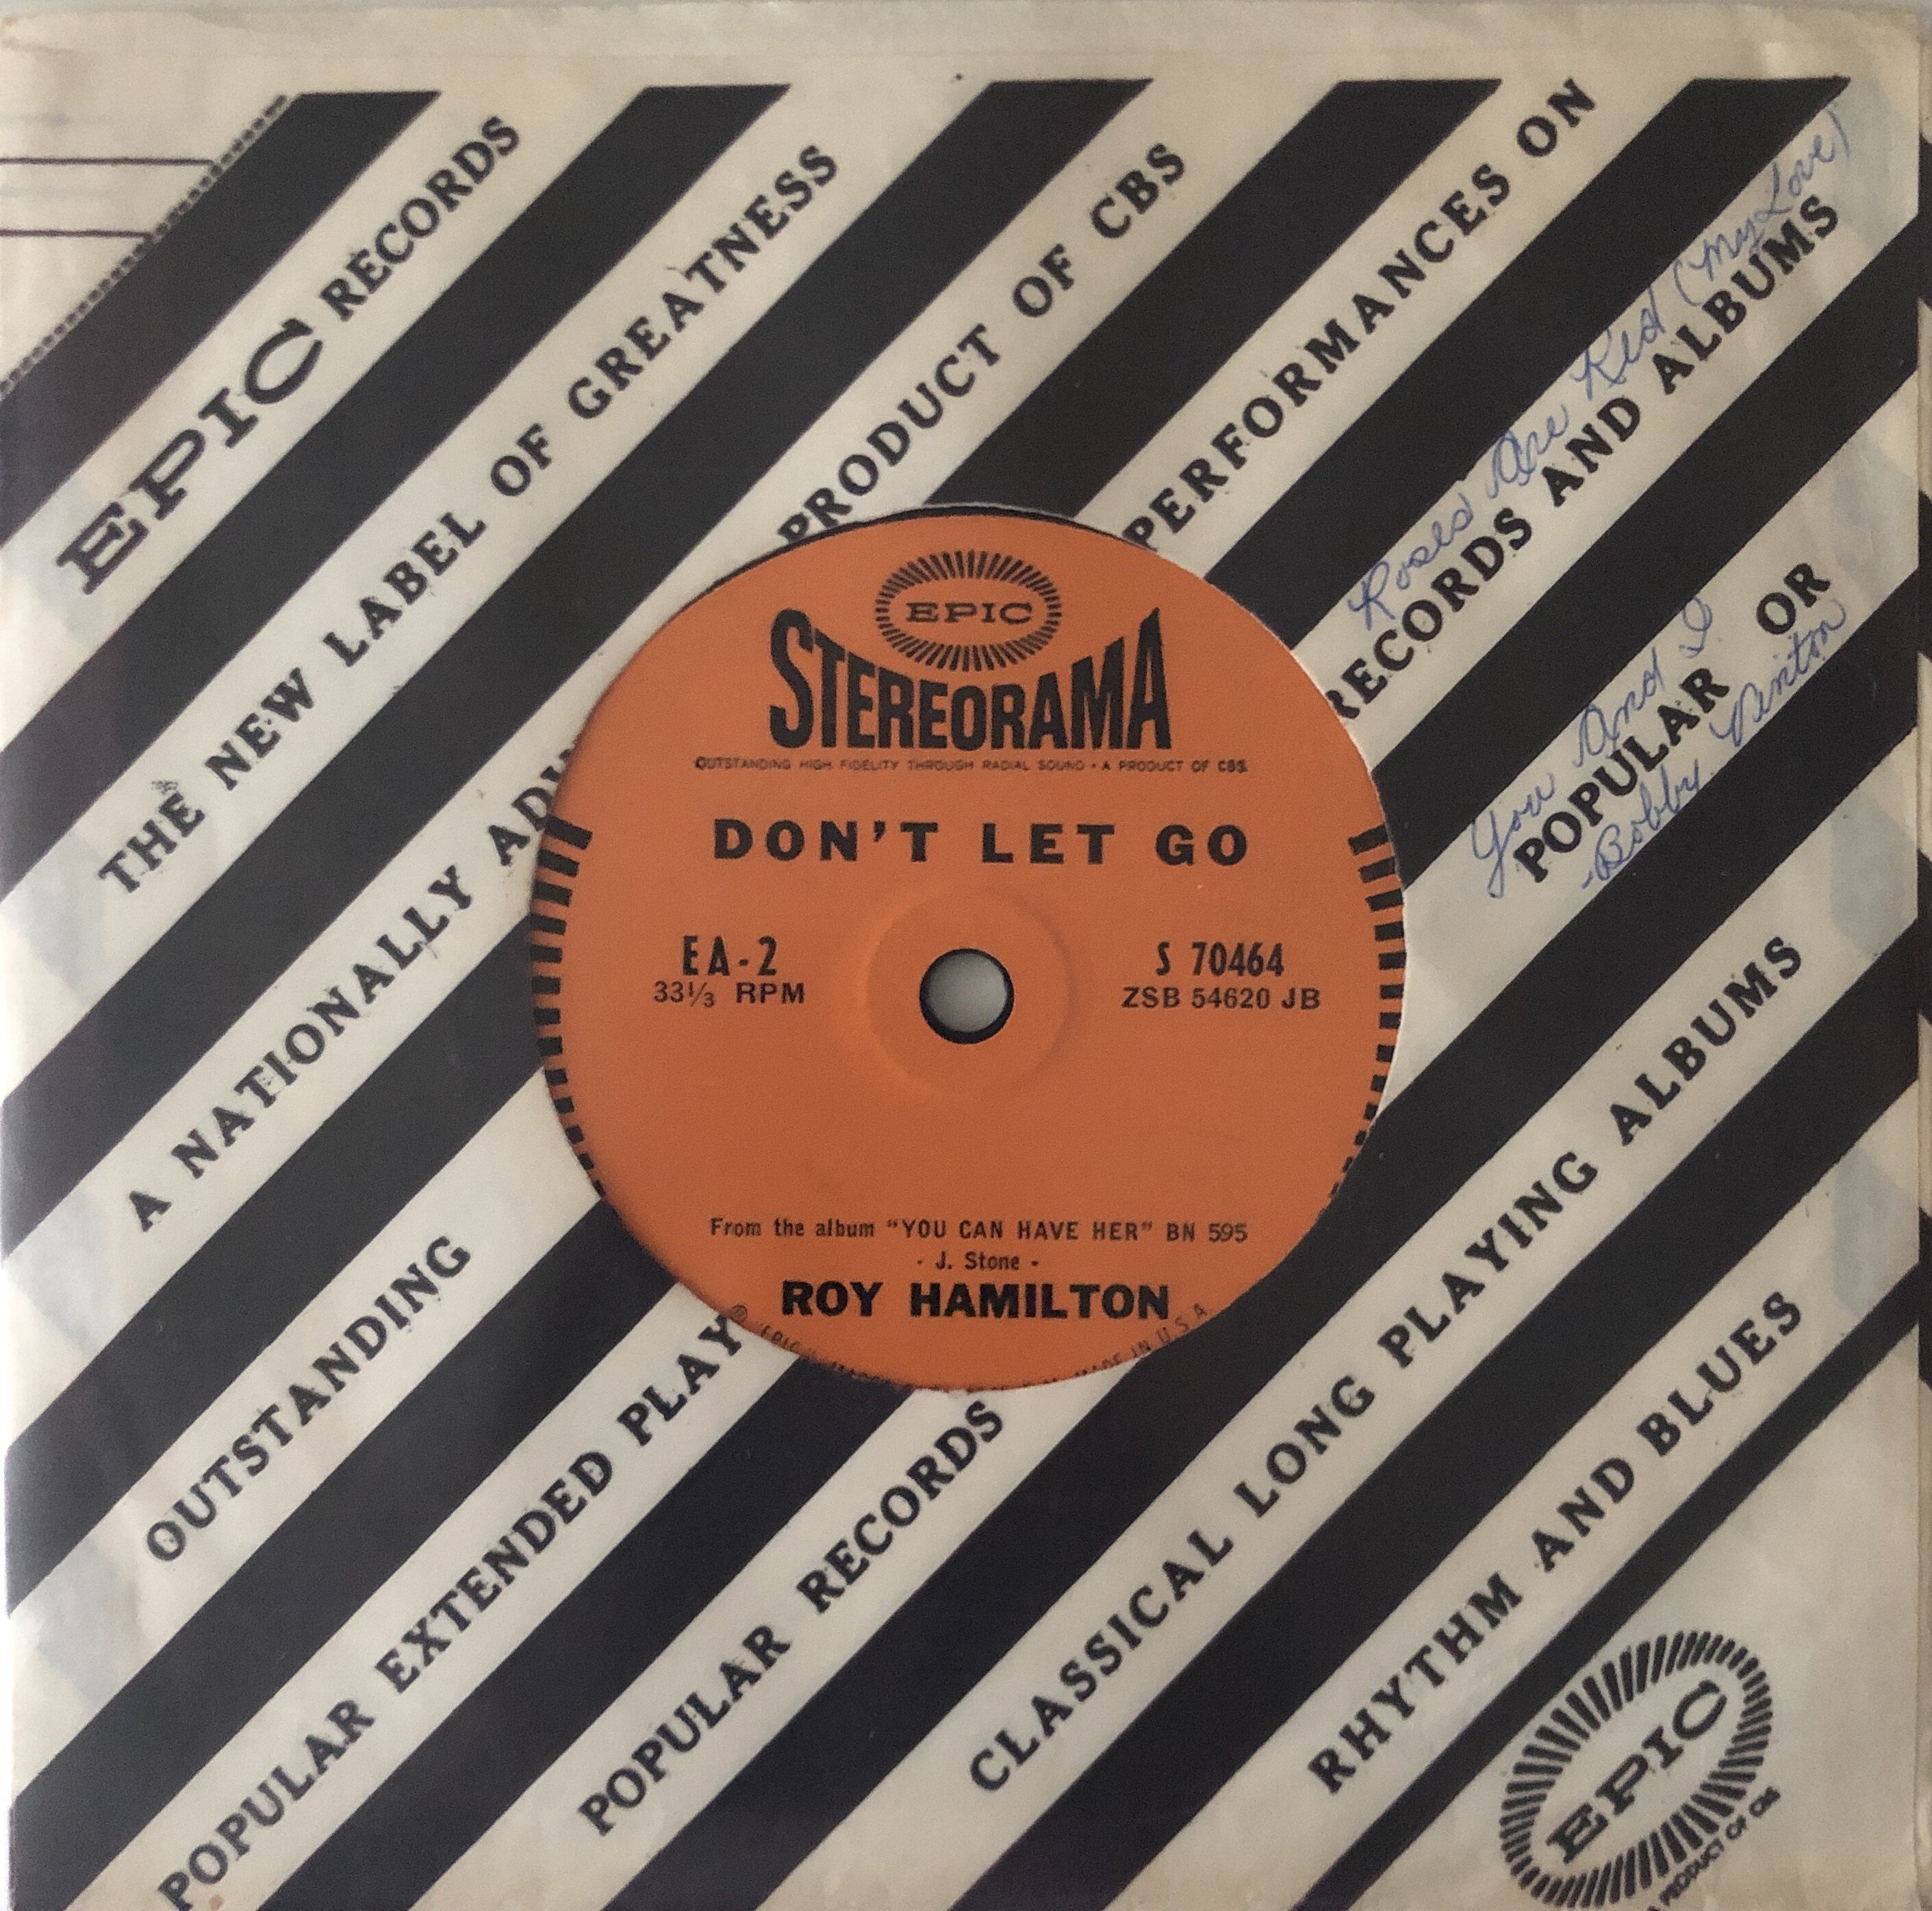 EPIC RECORDS
THE NEW LABEL OF GREATNESS
A NATIONALLY
PRODUCT OF CBS
OUTSTANDING
PERFORMANCES ON
POPULAR EXTENDED PLAY
RECORDS AND ALBUMS
POPULAR RECORDS
POPULAR OR
CLASSICAL LONG PLAYING ALBUMS
RHYTHM AND BLUES
Roses Are Red (My Love)
You And I
-Bobby Vinton
EPIC
STEREORAMA
OUTSTANDING HIGH FIDELITY THROUGH RADIAL SOUND • A PRODUCT OF CBS
DON'T LET GO
EA-2
33⅓ RPM
S 70464
ZSB 54620 JB
From the album "YOU CAN HAVE HER" BN 595
- J. Stone -
ROY HAMILTON
MADE IN U.S.A.
EPIC
A PRODUCT OF CBS